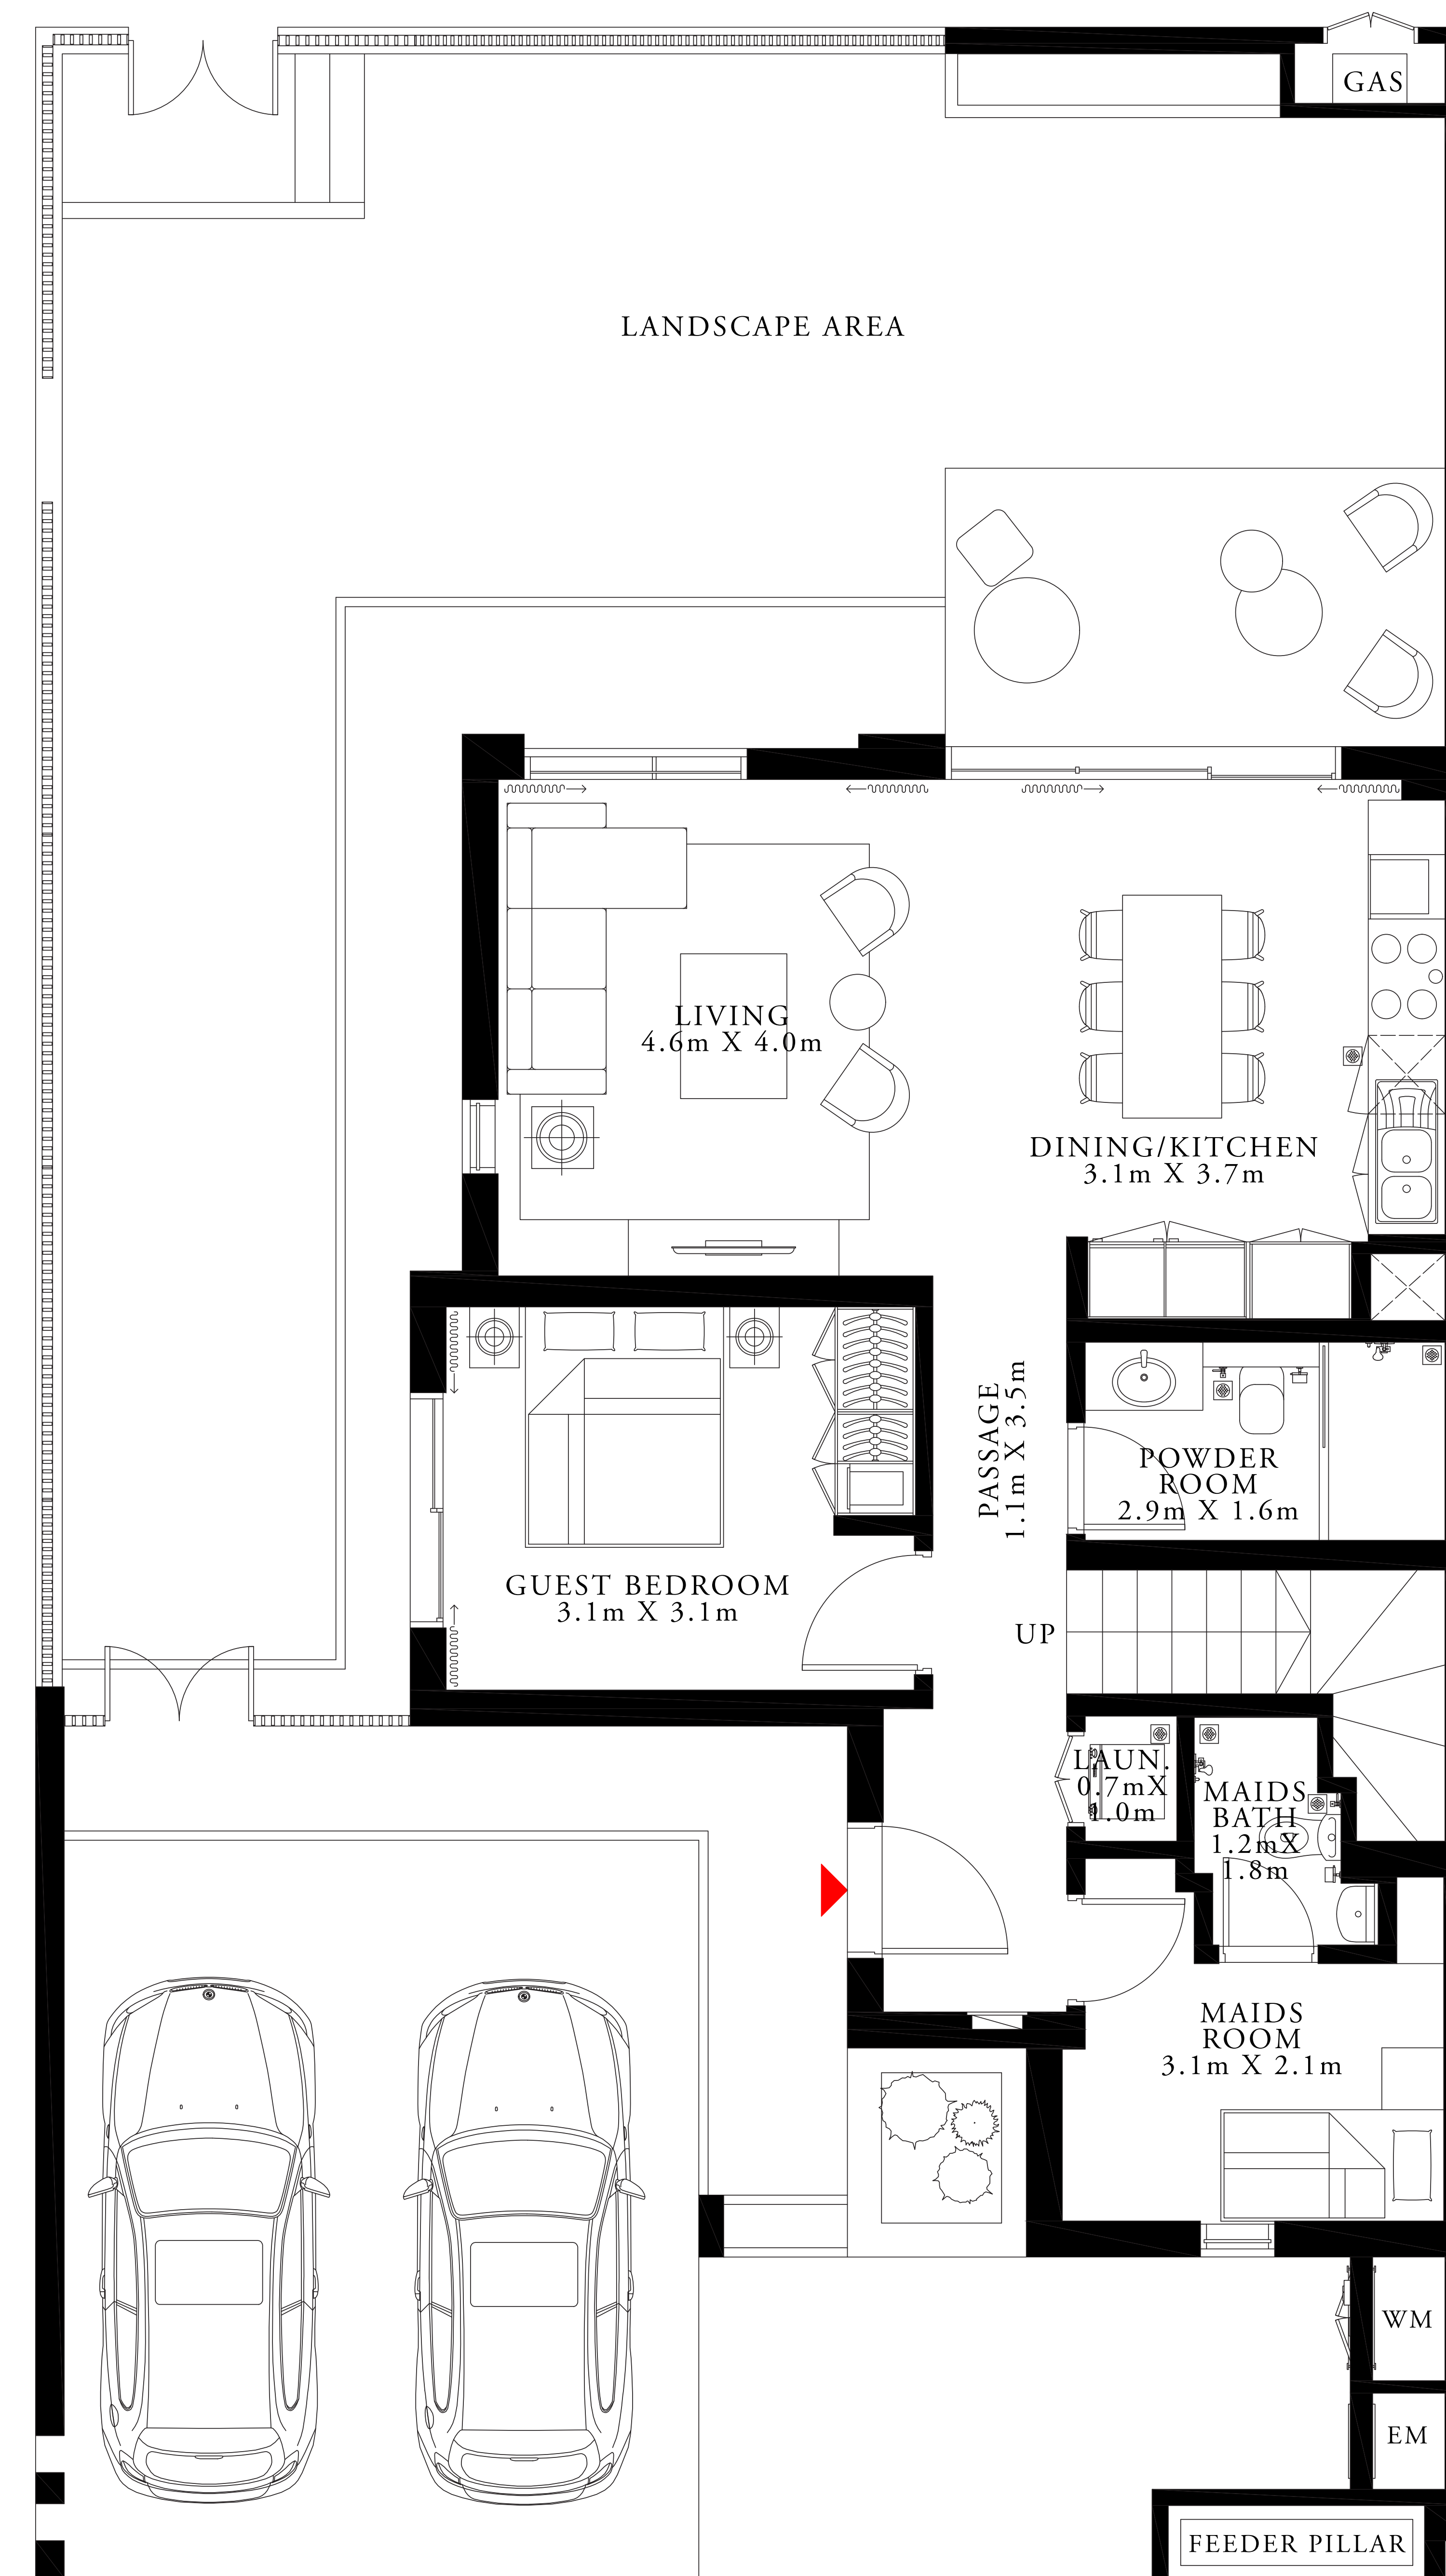 GAS
LANDSCAPE AREA
LIVING
4.6m X 4.0m
DINING/KITCHEN
3.1m X 3.7m
PASSAGE
1.1m X 3.5m
POWDER
ROOM
2.9m X 1.6m
GUEST BEDROOM
3.1m X 3.1m
UP
LAUN.
0.7mX
1.0m
MAIDS
BATH
1.2mX
1.8m
MAIDS
ROOM
3.1m X 2.1m
WM
EM
FEEDER PILLAR